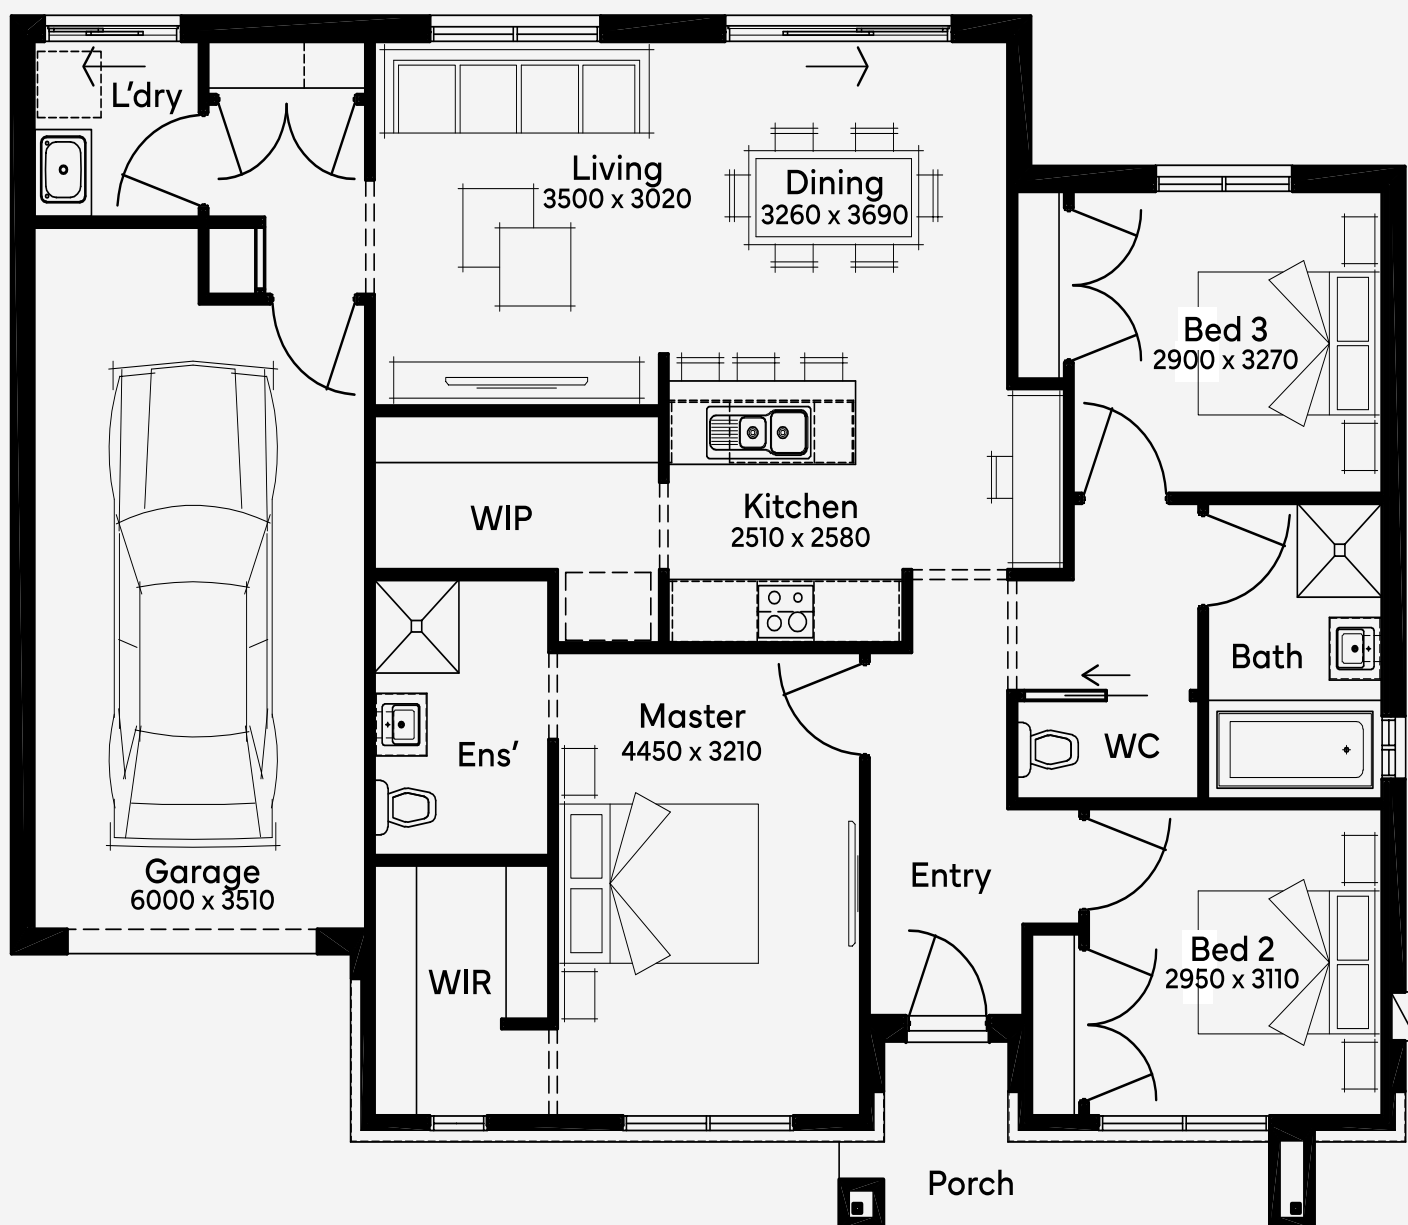 L'dry
Living
3500 x 3020
Dining
3260 x 3690
Bed 3
2900 x 3270
WIP
Kitchen
2510 x 2580
Bath
Master
4450 x 3210
Ens'
WC
Garage
6000 x 3510
Entry
WIR
Bed 2
2950 x 3110
Porch